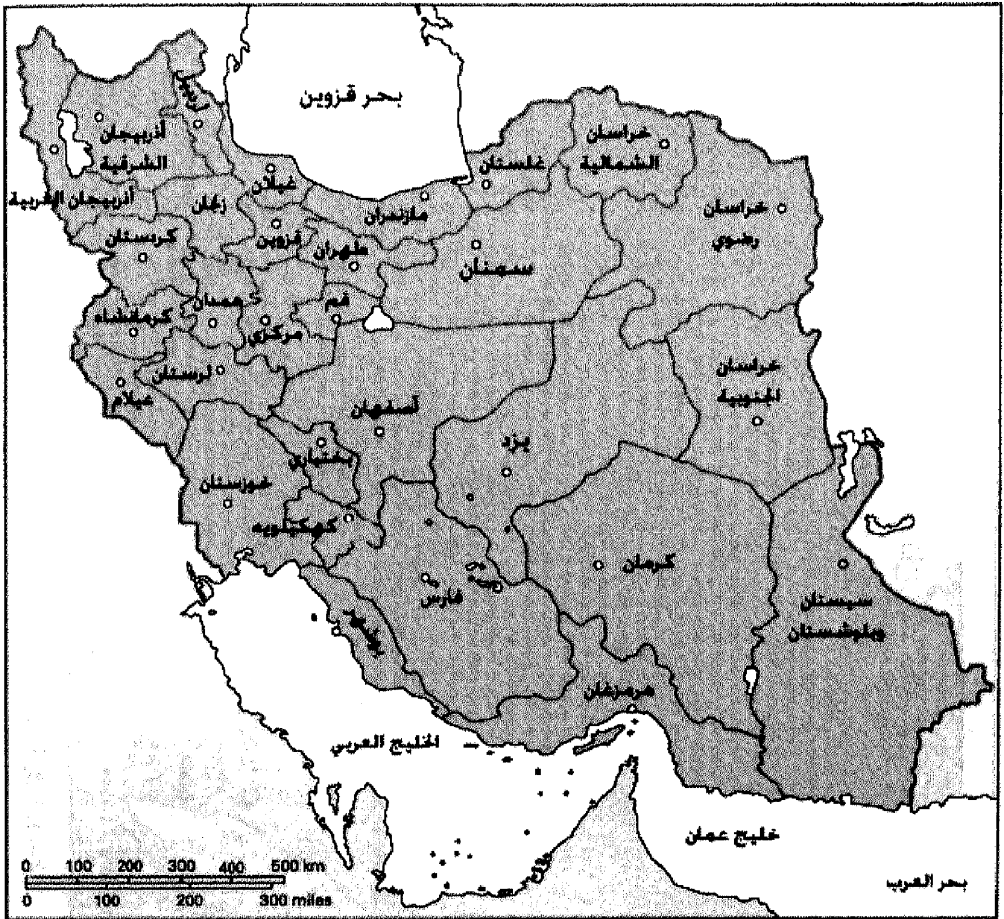 بحر قزوين
أردبيل
أذربيجان
الشرقية
أذربيجان الغربية
غيلان
زنجان
مازندران
غلستان
خراسان
الشمالية
خراسان
رضوي
كردستان
قزوين
طهران
سمنان
همدان
كرمانشاه
مركزي
قم
لرستان
عيلام
أصفهان
خراسان
الجنوبية
يزد
بختياري
خوزستان
كهكيلويه
فارس
كرمان
سيستان
وبلوشستان
بوشهر
هرمزغان
الخليج العربي
خليج عمان
بحر العرب
0 100 200 300 400 500 km
0 100 200 300 miles